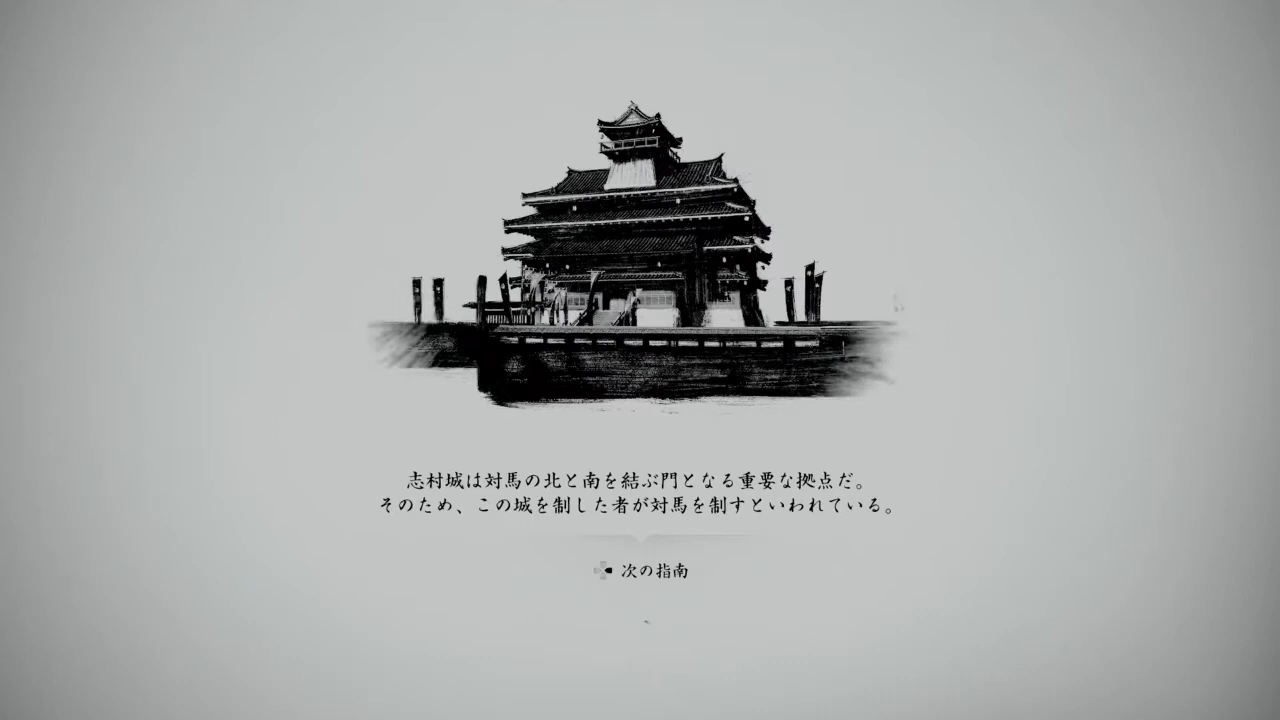 志村城は対馬の北と南を結ぶ門となる重要な拠点だ。
そのため、この城を制した者が対馬を制すといわれている。
次の指南